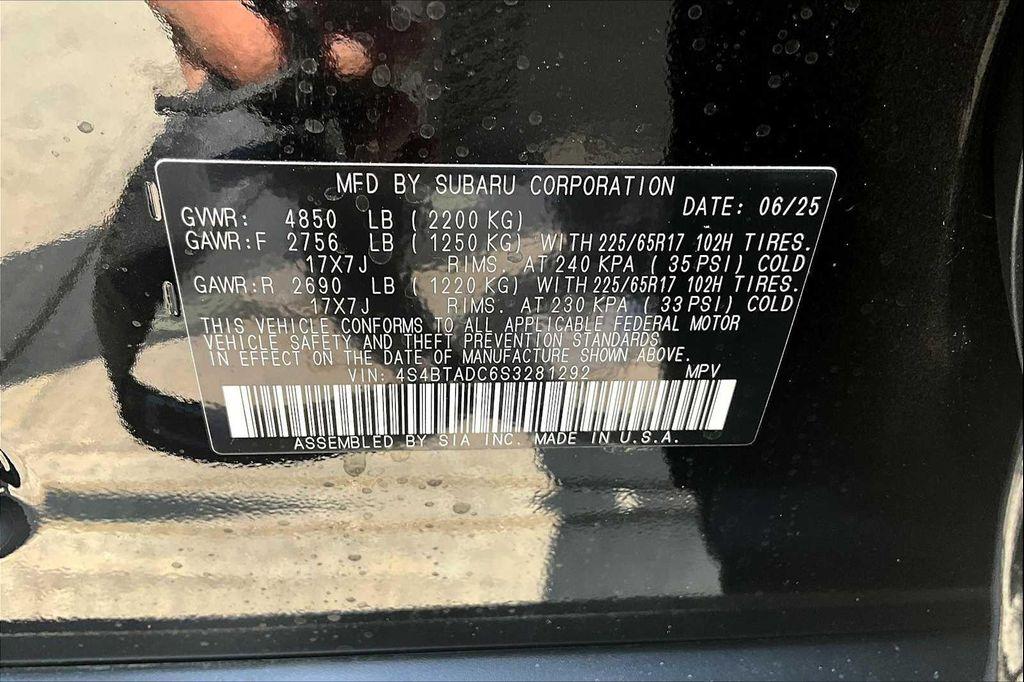 MFD BY SUBARU CORPORATION
DATE: 06/25
GVWR: 4850 LB (2200 KG)
GAWR:F 2756 LB (1250 KG) WITH 225/65R17 102H TIRES.
17X7J RIMS. AT 240 KPA (35 PSI) COLD
GAWR:R 2690 LB (1220 KG) WITH 225/65R17 102H TIRES.
17X7J RIMS. AT 230 KPA (33 PSI) COLD
THIS VEHICLE CONFORMS TO ALL APPLICABLE FEDERAL MOTOR
VEHICLE SAFETY AND THEFT PREVENTION STANDARDS
IN EFFECT ON THE DATE OF MANUFACTURE SHOWN ABOVE.
VIN: 4S4BTADC6S3281292 MPV
ASSEMBLED BY SIA INC. MADE IN U.S.A.